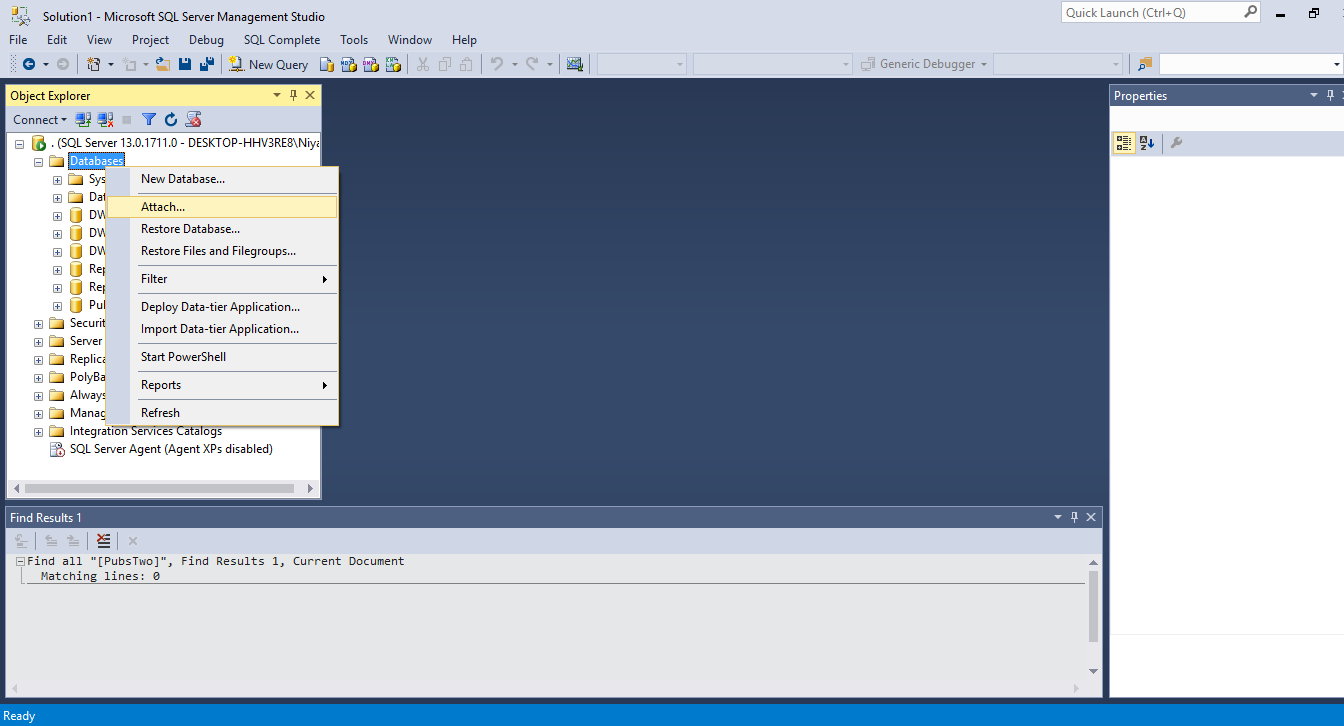 Solution1 - Microsoft SQL Server Management Studio
Quick Launch (Ctrl+Q)
File Edit View Project Debug SQL Complete Tools Window Help
New Query
Generic Debugger
Object Explorer
Connect
. (SQL Server 13.0.1711.0 - DESKTOP-HHV3RE8\Niya
Databases
Sys
Dat
DW
DW
DW
Rep
Rep
Pu
Securit
Server
Replica
PolyBa
Always
Manag
Integration Services Catalogs
SQL Server Agent (Agent XPs disabled)
New Database...
Attach...
Restore Database...
Restore Files and Filegroups...
Filter
Deploy Data-tier Application...
Import Data-tier Application...
Start PowerShell
Reports
Refresh
Properties
Find Results 1
Find all "[PubsTwo]", Find Results 1, Current Document
Matching lines: 0
Ready